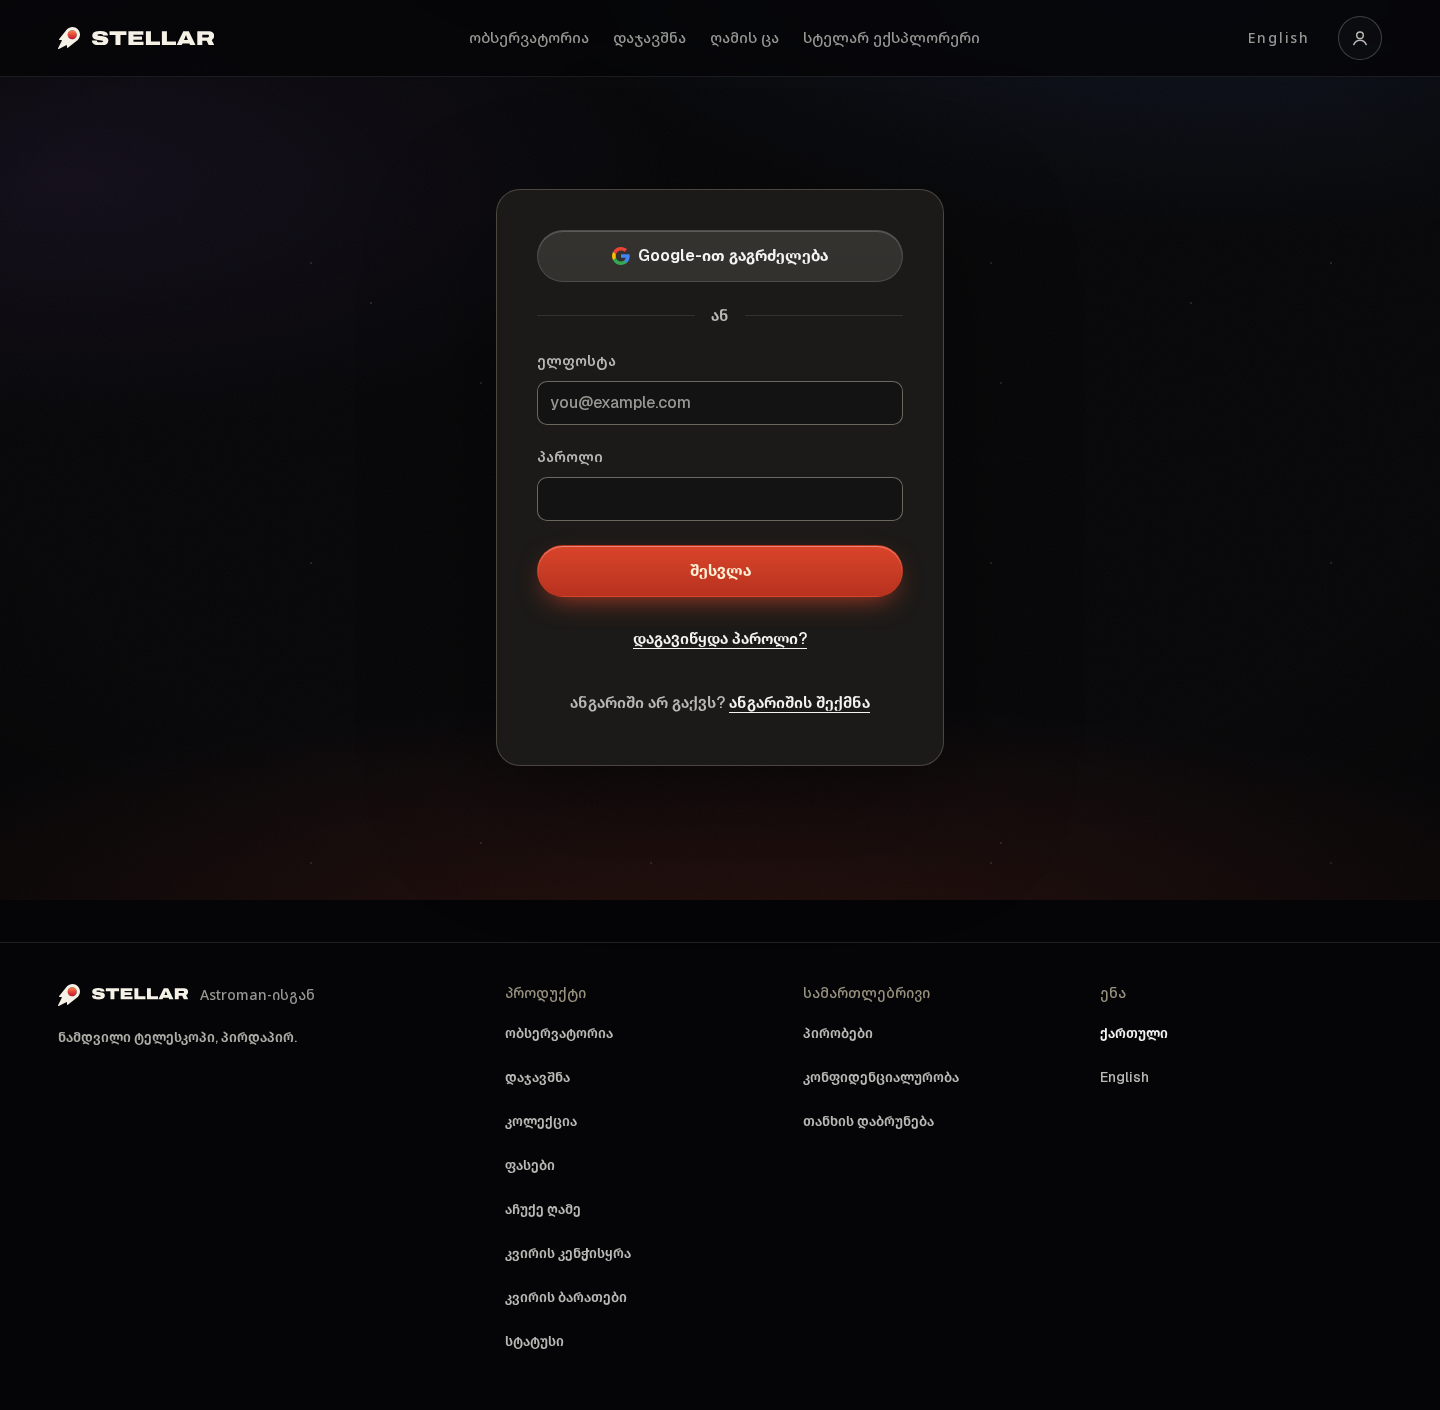 STELLAR
ობსერვატორია დაჯავშნა ღამის ცა სტელარ ექსპლორერი
English
Google-ით გაგრძელება
ან
ელფოსტა
you@example.com
პაროლი
შესვლა
დაგავიწყდა პაროლი?
ანგარიში არ გაქვს? ანგარიშის შექმნა
STELLAR Astroman-ისგან
ნამდვილი ტელესკოპი, პირდაპირ.
პროდუქტი
ობსერვატორია
დაჯავშნა
კოლექცია
ფასები
აჩუქე ღამე
კვირის კენჭისყრა
კვირის ბარათები
სტატუსი
სამართლებრივი
პირობები
კონფიდენციალურობა
თანხის დაბრუნება
ენა
ქართული
English